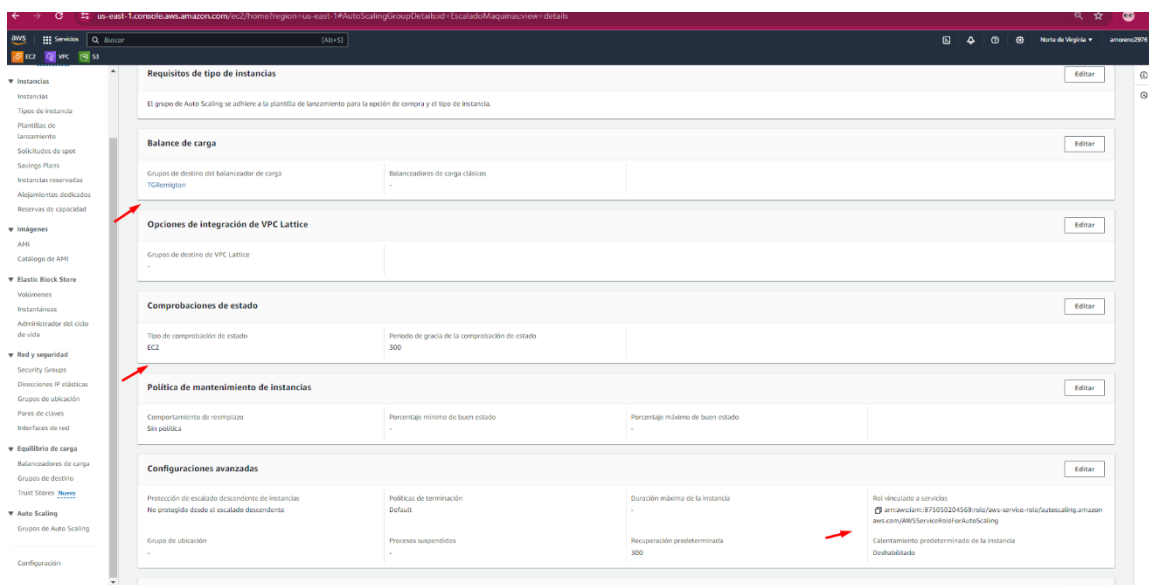 us-east-1.console.aws.amazon.com/ec2/home?region=us-east-1#AutoScalingGroupDetails:id=EscaladoMaquinas;view=details
aws Servicios Buscar [Alt+S] Norte de Virginia amoreno2976
EC2 VPC S3
Instancias
Instancias
Tipos de instancia
Plantillas de
lanzamiento
Solicitudes de spot
Savings Plans
Instancias reservadas
Alojamientos dedicados
Reservas de capacidad
Imágenes
AMI
Catálogo de AMI
Elastic Block Store
Volúmenes
Instantáneas
Administrador del ciclo
de vida
Red y seguridad
Security Groups
Direcciones IP elásticas
Grupos de ubicación
Pares de claves
Interfaces de red
Equilibrio de carga
Balanceadores de carga
Grupos de destino
Trust Stores Nuevo
Auto Scaling
Grupos de Auto Scaling
Configuración
Requisitos de tipo de instancias Editar
El grupo de Auto Scaling se adhiere a la plantilla de lanzamiento para la opción de compra y el tipo de instancia.
Balance de carga Editar
Grupos de destino del balanceador de carga Balanceadores de carga clásicos
TGRemigton -
Opciones de integración de VPC Lattice Editar
Grupos de destino de VPC Lattice
-
Comprobaciones de estado Editar
Tipo de comprobación de estado Periodo de gracia de la comprobación de estado
EC2 300
Política de mantenimiento de instancias Editar
Comportamiento de reemplazo Porcentaje mínimo de buen estado Porcentaje máximo de buen estado
Sin política - -
Configuraciones avanzadas Editar
Protección de escalado descendente de instancias Políticas de terminación Duración máxima de la instancia Rol vinculado a servicios
No protegido desde el escalado descendente Default - arn:aws:iam::975050204569:role/aws-service-role/autoscaling.amazon
aws.com/AWSServiceRoleForAutoScaling
Grupo de ubicación Procesos suspendidos Recuperación predeterminada Calentamiento predeterminado de la instancia
- - 300 Deshabilitado